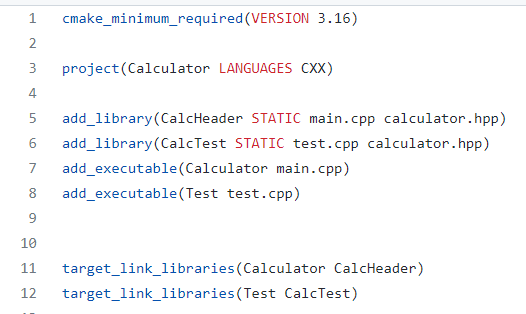 1 cmake_minimum_required(VERSION 3.16)
2
3 project(Calculator LANGUAGES CXX)
4
5 add_library(CalcHeader STATIC main.cpp calculator.hpp)
6 add_library(CalcTest STATIC test.cpp calculator.hpp)
7 add_executable(Calculator main.cpp)
8 add_executable(Test test.cpp)
9
10
11 target_link_libraries(Calculator CalcHeader)
12 target_link_libraries(Test CalcTest)